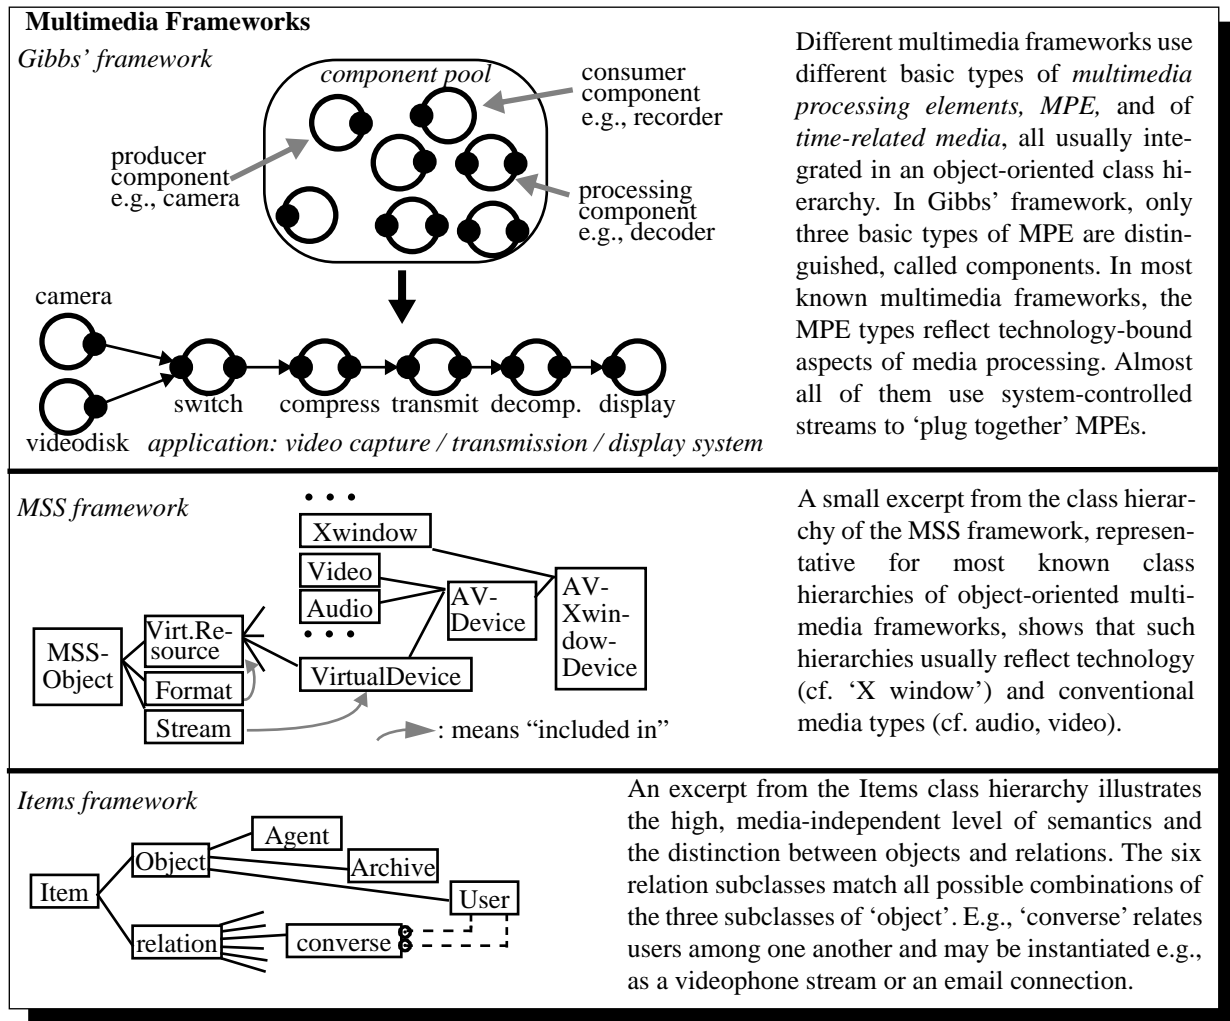 Multimedia Frameworks
Gibbs’ framework
component pool
consumer
component
e.g., recorder
producer
component
e.g., camera
processing
component
e.g., decoder
camera
switch
compress
transmit
decomp.
display
videodisk
application: video capture / transmission / display system
Different multimedia frameworks use
different basic types of multimedia
processing elements, MPE, and of
time-related media, all usually inte-
grated in an object-oriented class hi-
erarchy. In Gibbs’ framework, only
three basic types of MPE are distin-
guished, called components. In most
known multimedia frameworks, the
MPE types reflect technology-bound
aspects of media processing. Almost
all of them use system-controlled
streams to ‘plug together’ MPEs.
MSS framework
• • •
Xwindow
Video
Audio
• • •
AV-
Device
AV-
Xwin-
dow-
Device
MSS-
Object
Virt.Re-
source
Format
Stream
VirtualDevice
: means “included in”
A small excerpt from the class hierar-
chy of the MSS framework, represen-
tative for most known class
hierarchies of object-oriented multi-
media frameworks, shows that such
hierarchies usually reflect technology
(cf. ‘X window’) and conventional
media types (cf. audio, video).
Items framework
Agent
Object
Archive
Item
User
relation
converse
An excerpt from the Items class hierarchy illustrates
the high, media-independent level of semantics and
the distinction between objects and relations. The six
relation subclasses match all possible combinations of
the three subclasses of ‘object’. E.g., ‘converse’ relates
users among one another and may be instantiated e.g.,
as a videophone stream or an email connection.